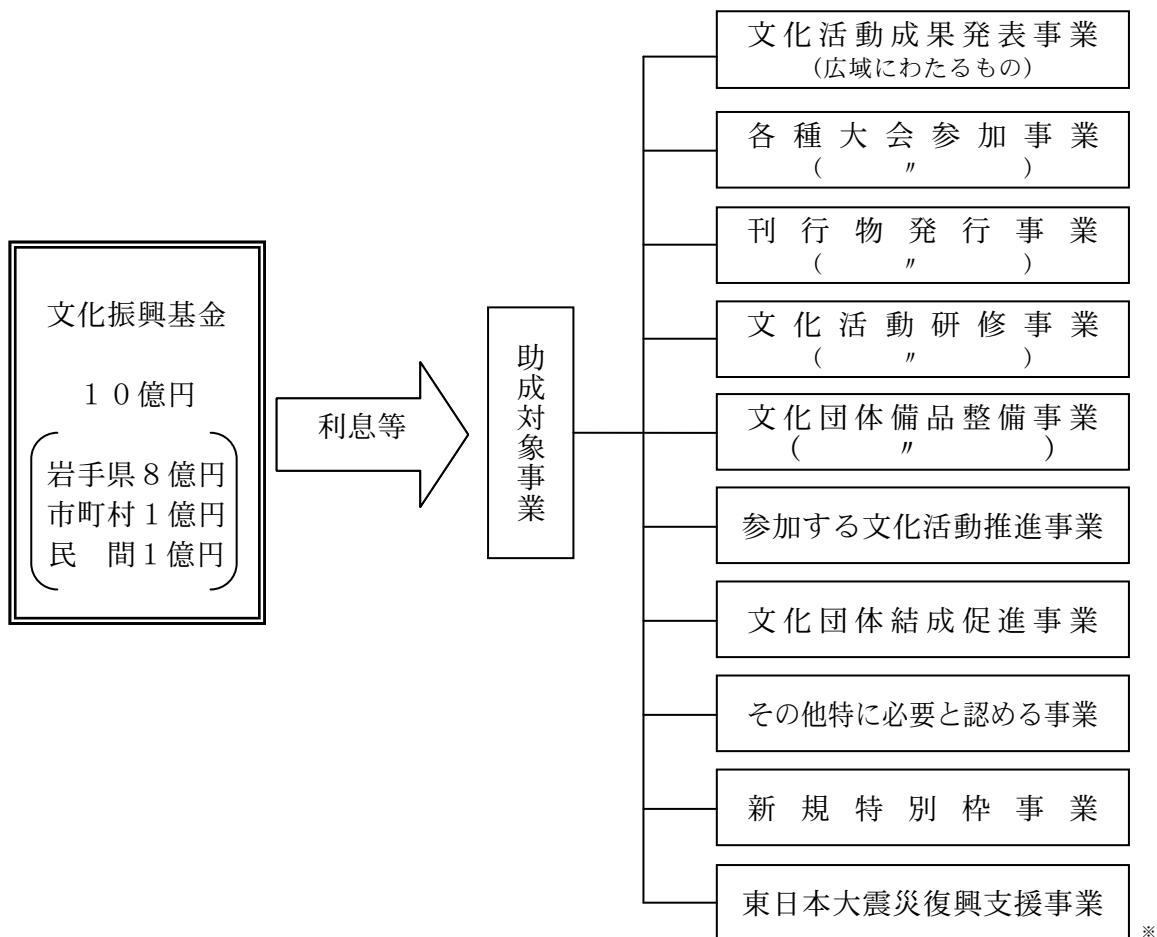 文化振興基金
１０億円
岩手県８億円
市町村１億円
民　間１億円
利息等
助成対象事業
文化活動成果発表事業
(広域にわたるもの)
各種大会参加事業
(　〃　)
刊行物発行事業
(　〃　)
文化活動研修事業
(　〃　)
文化団体備品整備事業
(　〃　)
参加する文化活動推進事業
文化団体結成促進事業
その他特に必要と認める事業
新規特別枠事業
東日本大震災復興支援事業
※